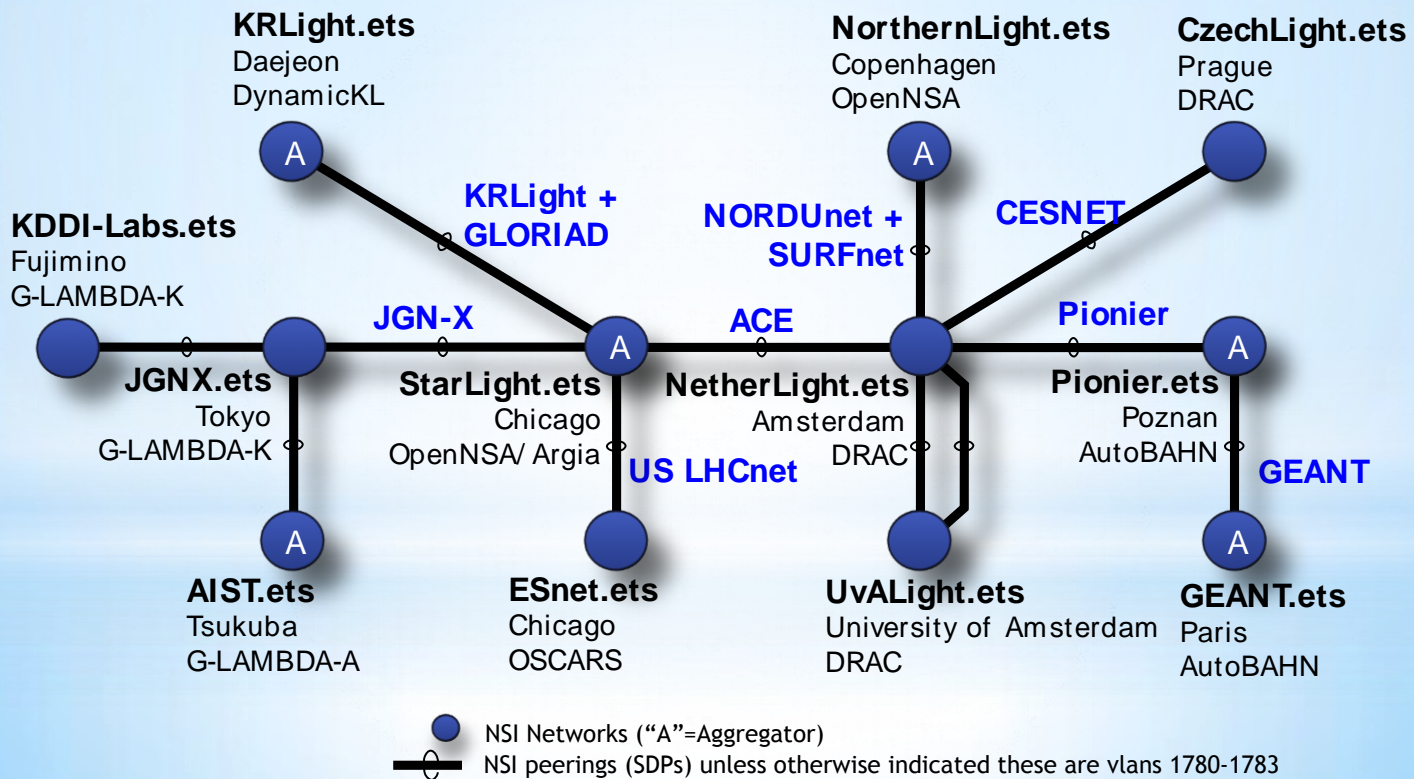 KRLight.ets
Daejeon
DynamicKL
NorthernLight.ets
Copenhagen
OpenNSA
CzechLight.ets
Prague
DRAC
A
A
KRLight +
GLORIAD
NORDUnet +
SURFnet
CESNET
KDDI-Labs.ets
Fujimino
G-LAMBDA-K
JGN-X
ACE
Pionier
A
A
JGNX.ets
Tokyo
G-LAMBDA-K
StarLight.ets
Chicago
OpenNSA/ Argia
NetherLight.ets
Amsterdam
DRAC
Pionier.ets
Poznan
AutoBAHN
US LHCnet
GEANT
A
A
AIST.ets
Tsukuba
G-LAMBDA-A
ESnet.ets
Chicago
OSCARS
UvALight.ets
University of Amsterdam
DRAC
GEANT.ets
Paris
AutoBAHN
NSI Networks (“A”=Aggregator)
NSI peerings (SDPs) unless otherwise indicated these are vlans 1780-1783